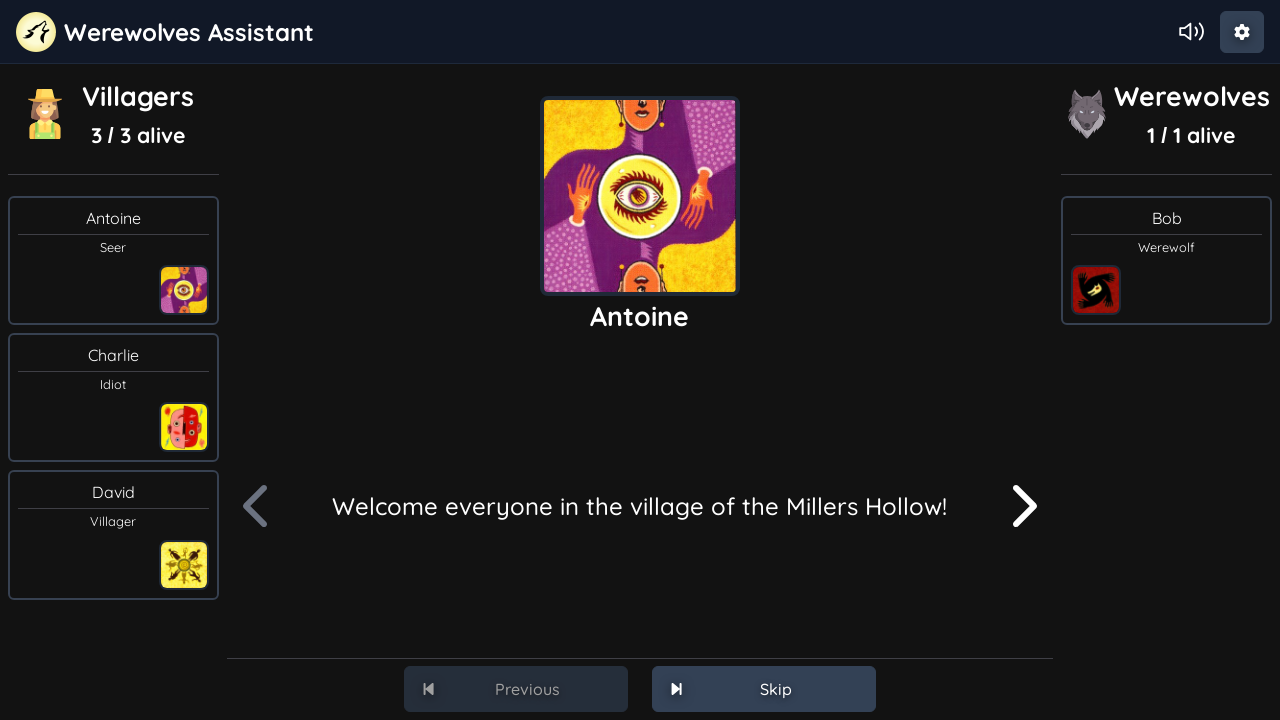 Werewolves Assistant
Villagers
3 / 3 alive
Antoine
Seer
Charlie
Idiot
David
Villager
Antoine
Welcome everyone in the village of the Millers Hollow!
Previous
Skip
Werewolves
1 / 1 alive
Bob
Werewolf